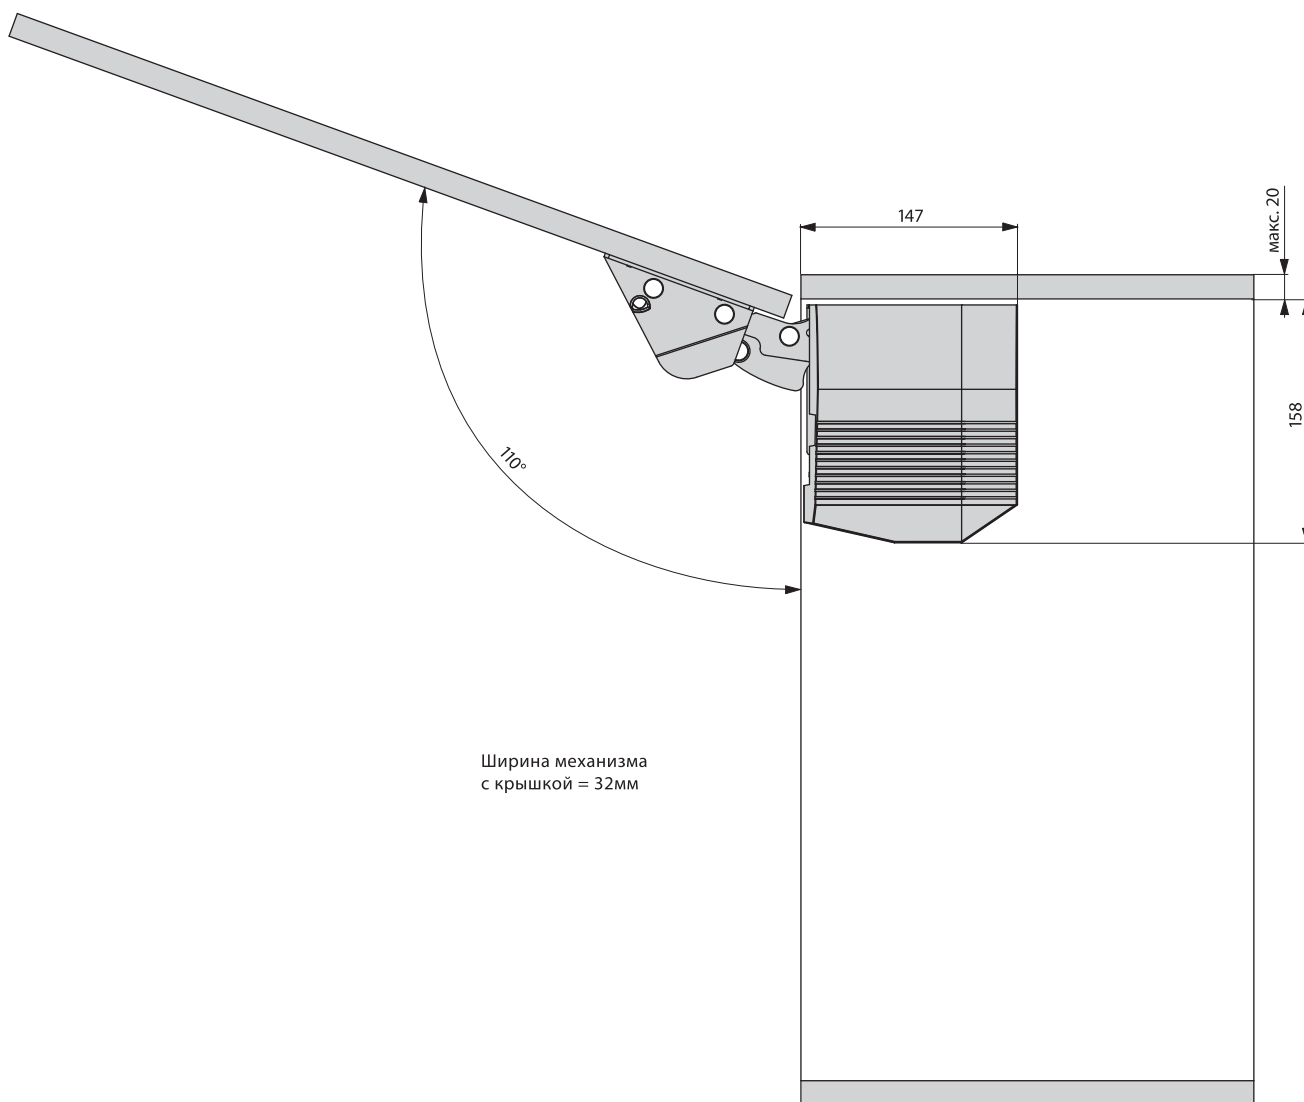 147
макс. 20
158
110°
Ширина механизма
с крышкой = 32мм